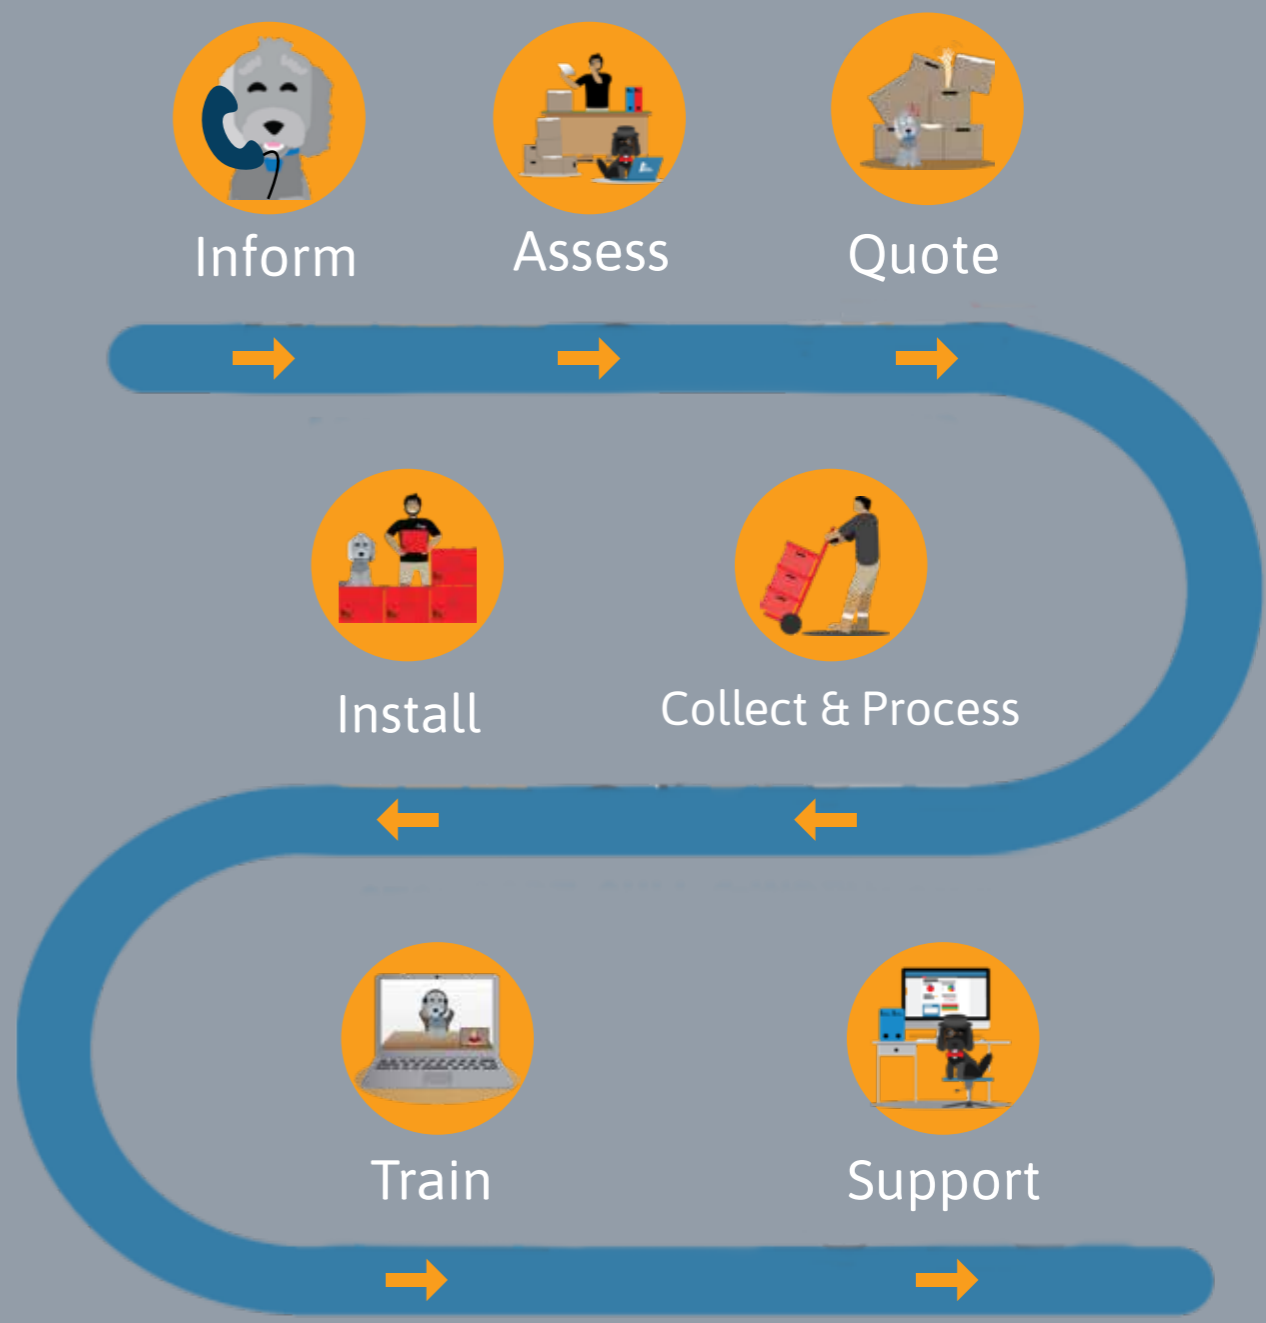 Inform
Assess
Quote
Collect & Process
Install
Train
Support